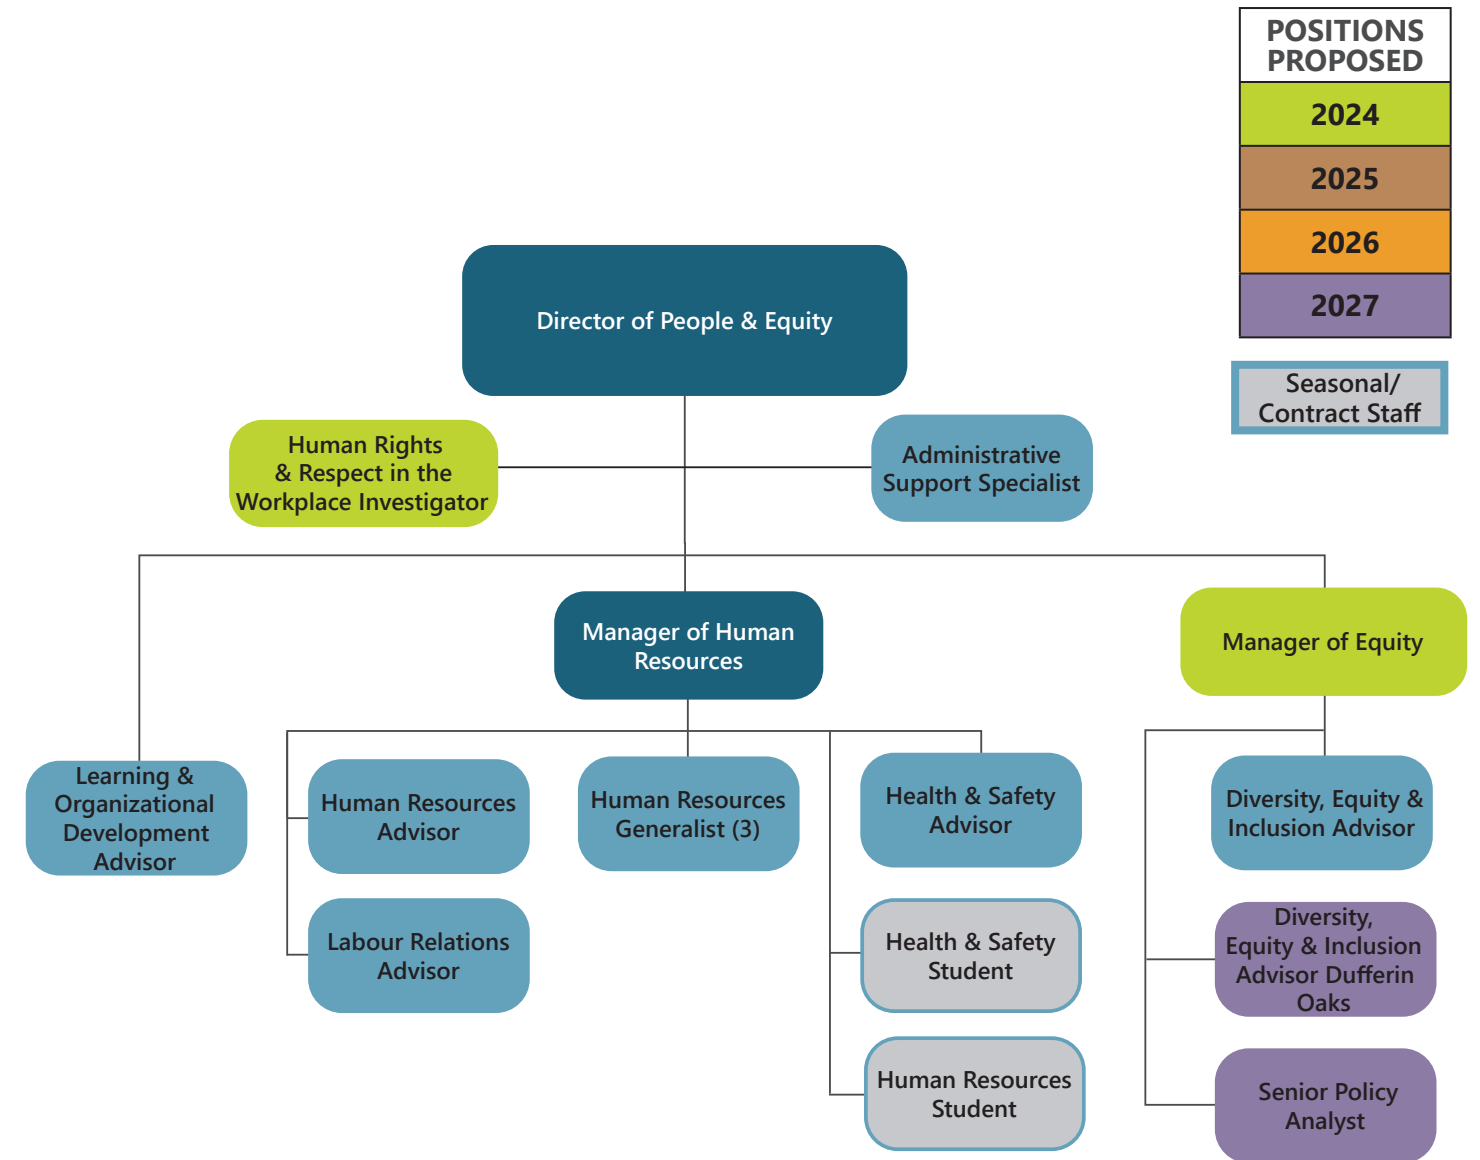 POSITIONS
PROPOSED
2024
2025
2026
2027
Seasonal/
Contract Staff
Director of People & Equity
Human Rights
& Respect in the
Workplace Investigator
Administrative
Support Specialist
Manager of Human
Resources
Manager of Equity
Learning &
Organizational
Development
Advisor
Human Resources
Advisor
Human Resources
Generalist (3)
Health & Safety
Advisor
Diversity, Equity &
Inclusion Advisor
Labour Relations
Advisor
Health & Safety
Student
Diversity,
Equity & Inclusion
Advisor Dufferin
Oaks
Human Resources
Student
Senior Policy
Analyst